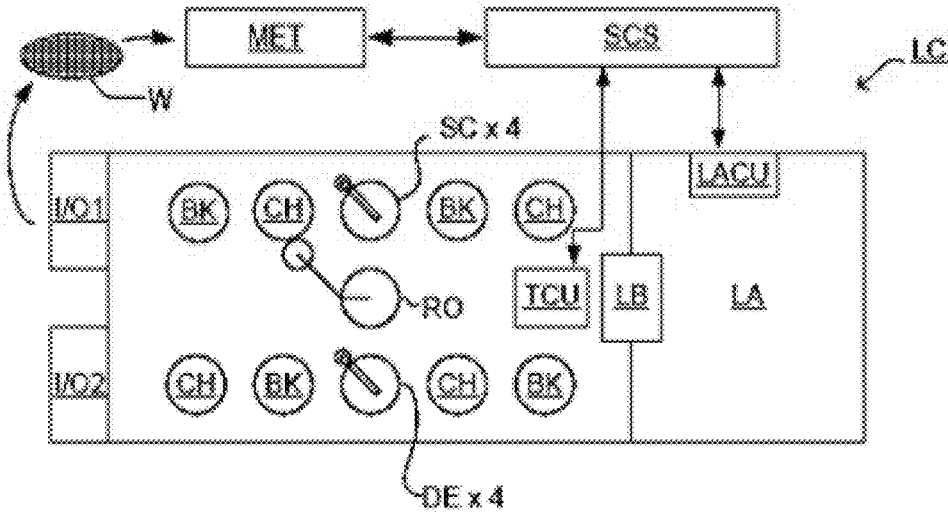 MET
SCS
LC
W
SC x 4
I/O1
BK
CH
BK
CH
LACU
RO
TCU
LB
LA
I/O2
CH
BK
CH
BK
DE x 4